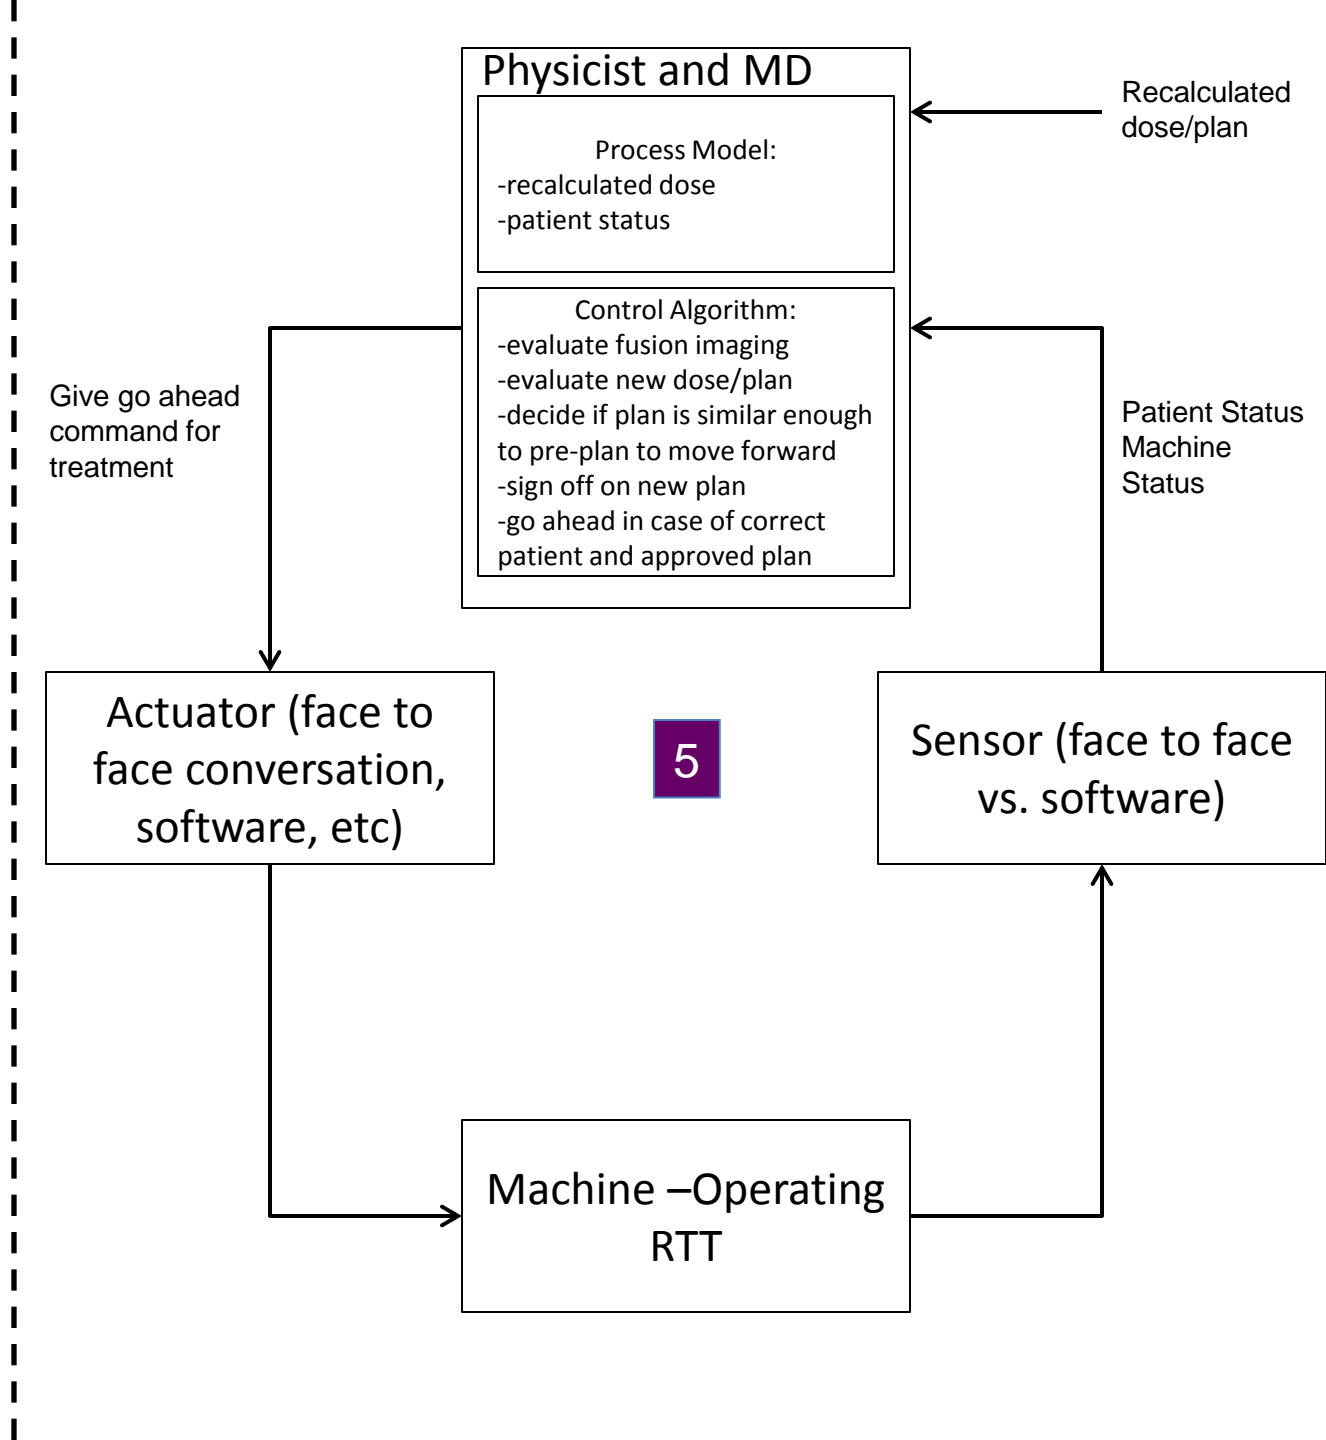 Physicist and MD
Recalculated
dose/plan
Process Model:
-recalculated dose
-patient status
Control Algorithm:
-evaluate fusion imaging
-evaluate new dose/plan
-decide if plan is similar enough
to pre-plan to move forward
-sign off on new plan
-go ahead in case of correct
patient and approved plan
Give go ahead
command for
treatment
Patient Status
Machine
Status
Actuator (face to
face conversation,
software, etc)
5
Sensor (face to face
vs. software)
Machine –Operating
RTT